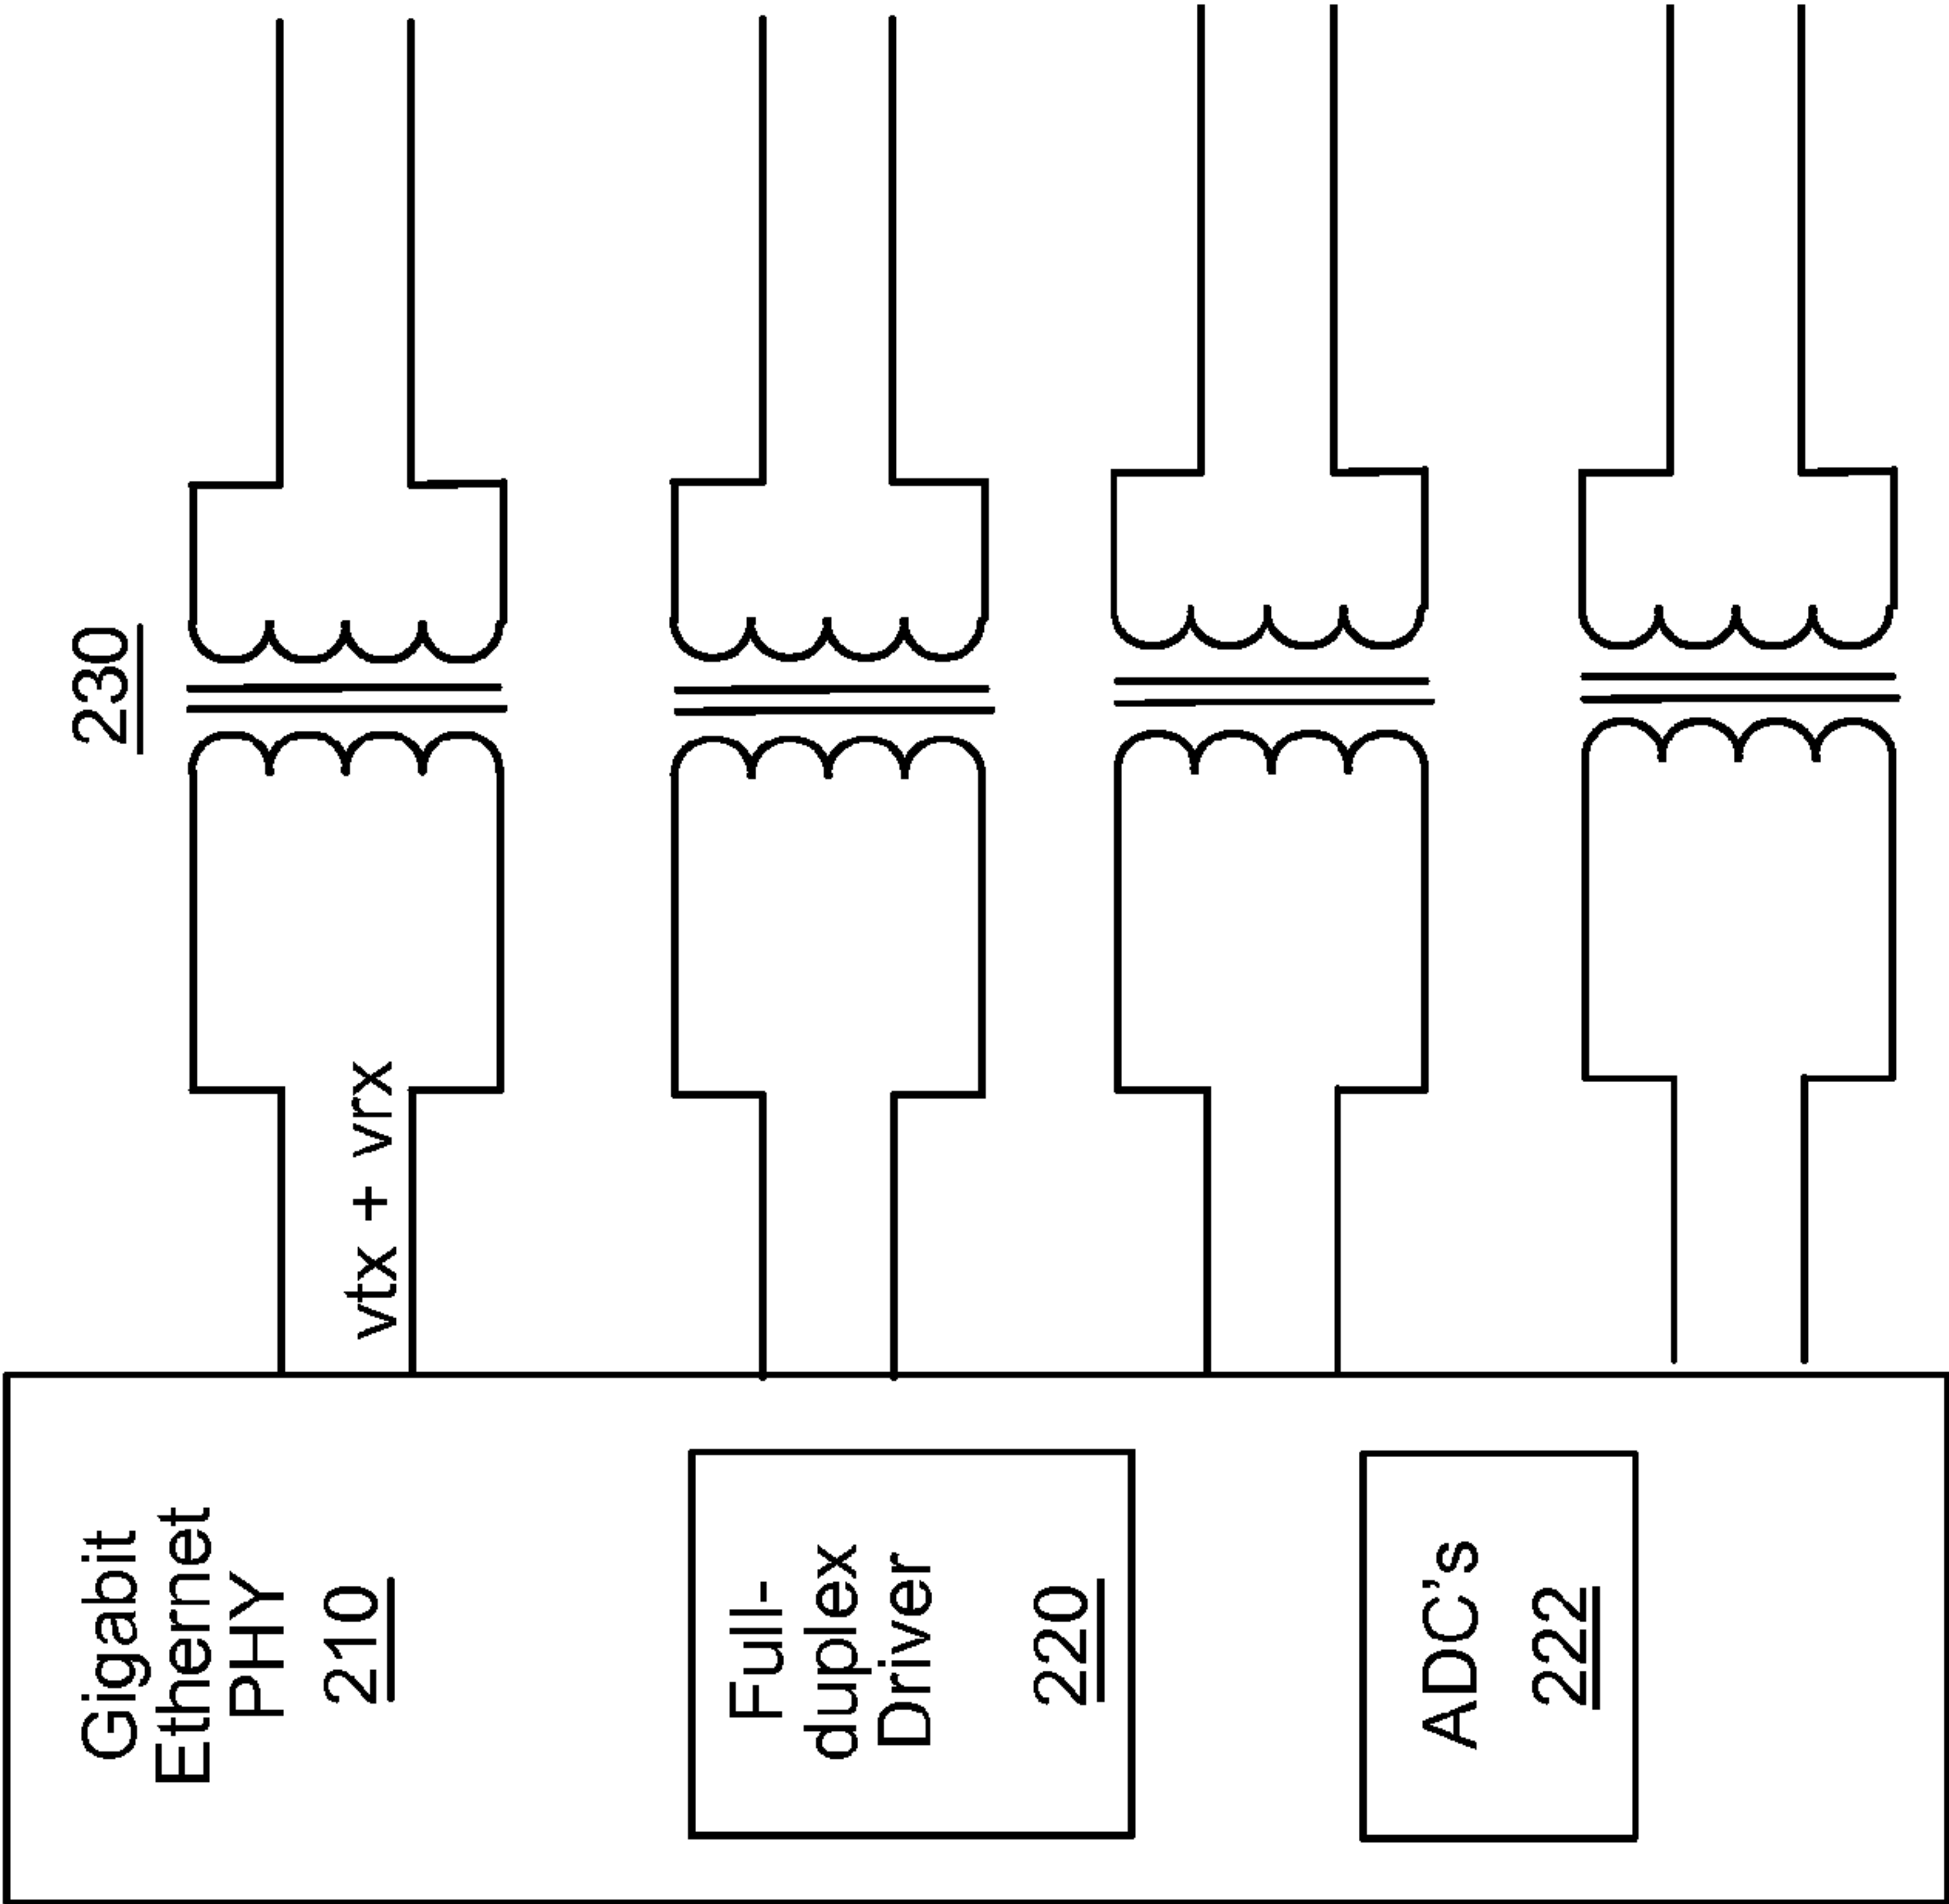 Gigabit
Ethernet
PHY
210
vtx + vrx
230
Full-
duplex
Driver
220
ADC's
222